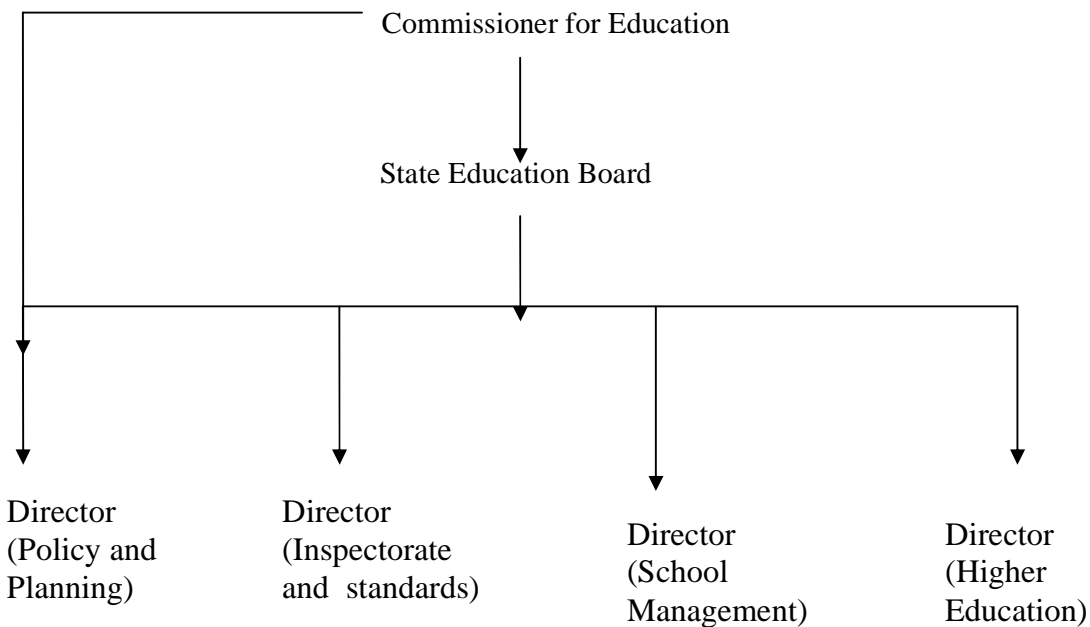 Commissioner for Education
State Education Board
Director
(Policy and
Planning)
Director
(Inspectorate
and standards)
Director
(School
Management)
Director
(Higher
Education)